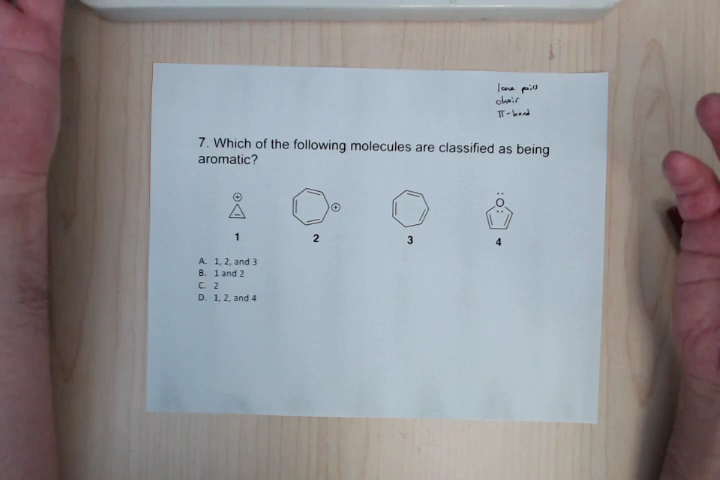 lone pairs
chair
π-bond
7. Which of the following molecules are classified as being
aromatic?
⊕
⊕
:O:
1
2
3
4
A. 1, 2, and 3
B. 1 and 2
C. 2
D. 1, 2, and 4